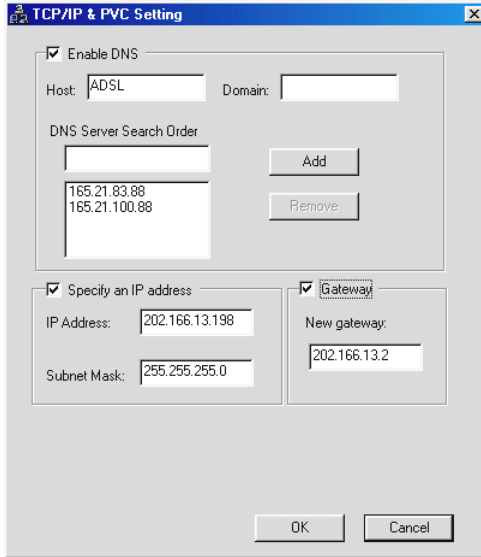 TCP/IP & PVC Setting
Enable DNS
Host: ADSL Domain:
DNS Server Search Order
Add
165.21.83.88
165.21.100.88
Remove
Specify an IP address
Gateway
IP Address: 202.166.13.198
New gateway:
202.166.13.2
Subnet Mask: 255.255.255.0
OK Cancel